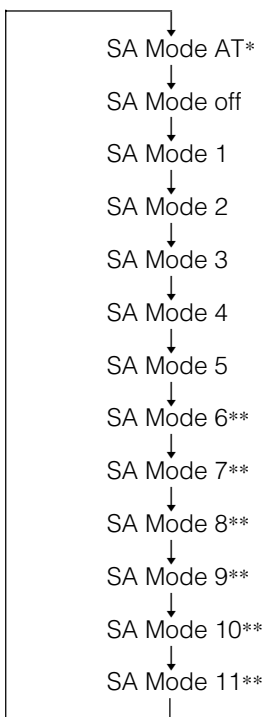 SA Mode AT*
SA Mode off
SA Mode 1
SA Mode 2
SA Mode 3
SA Mode 4
SA Mode 5
SA Mode 6**
SA Mode 7**
SA Mode 8**
SA Mode 9**
SA Mode 10**
SA Mode 11**